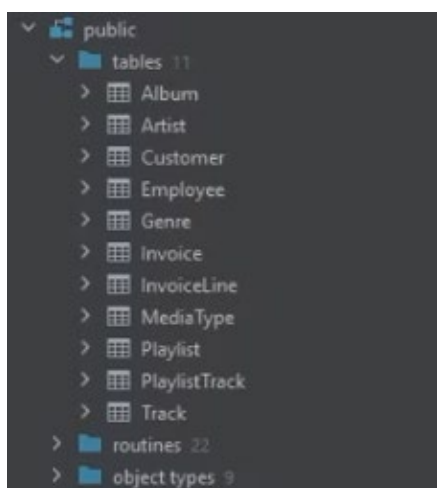 public
tables 11
Album
Artist
Customer
Employee
Genre
Invoice
InvoiceLine
MediaType
Playlist
PlaylistTrack
Track
routines 22
object types 9